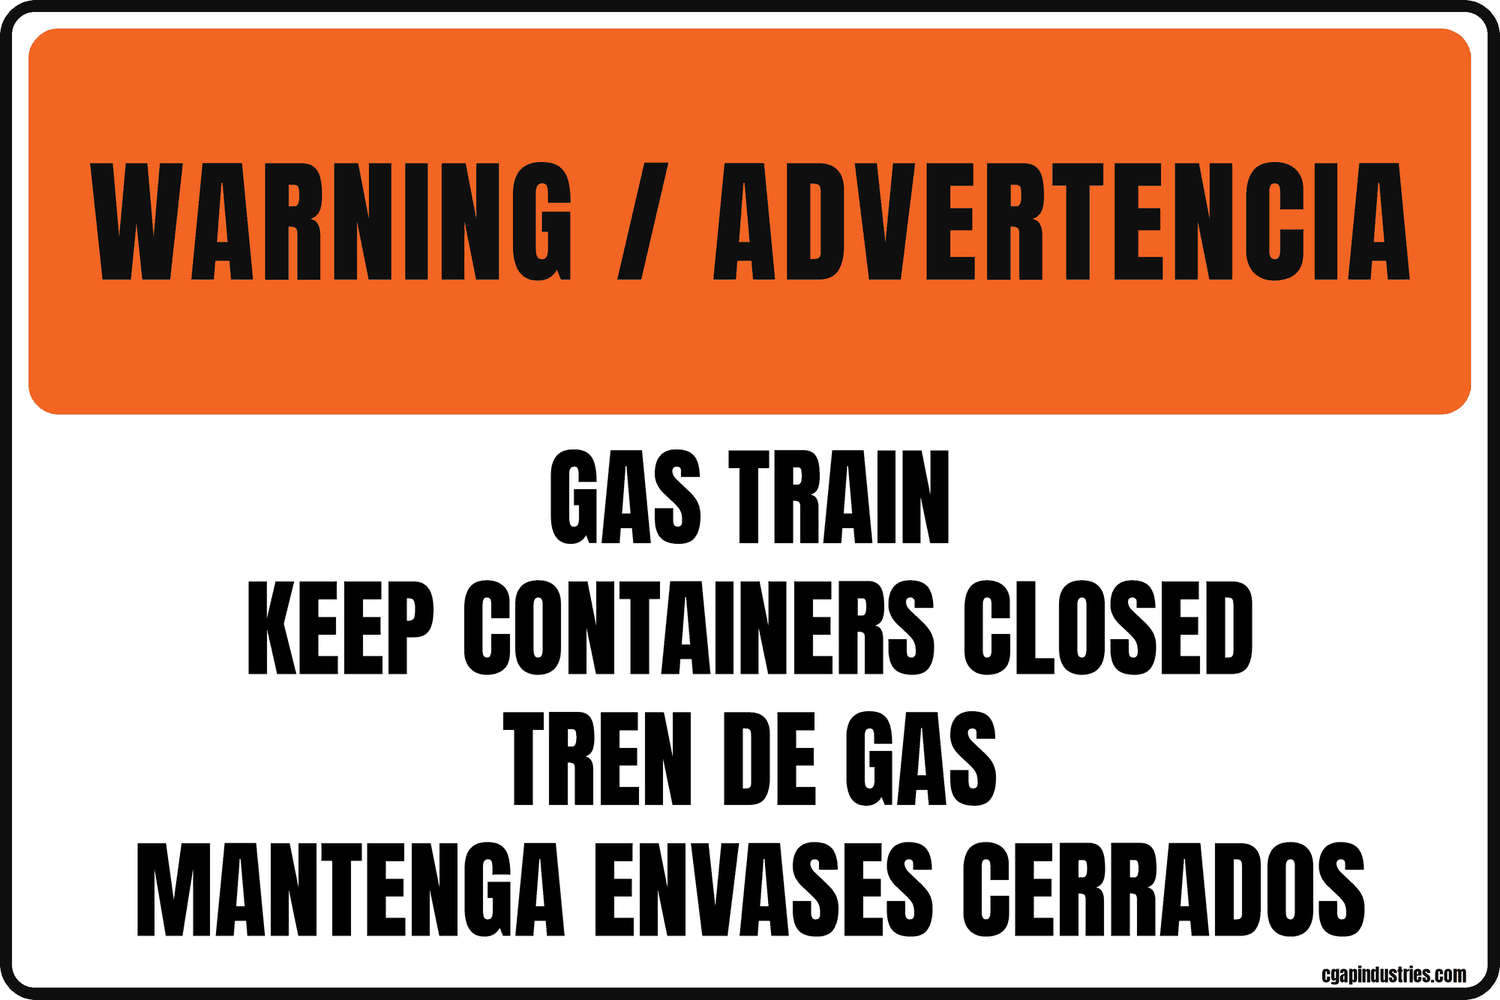 WARNING / ADVERTENCIA
GAS TRAIN
KEEP CONTAINERS CLOSED
TREN DE GAS
MANTENGA ENVASES CERRADOS
cgapindustries.com